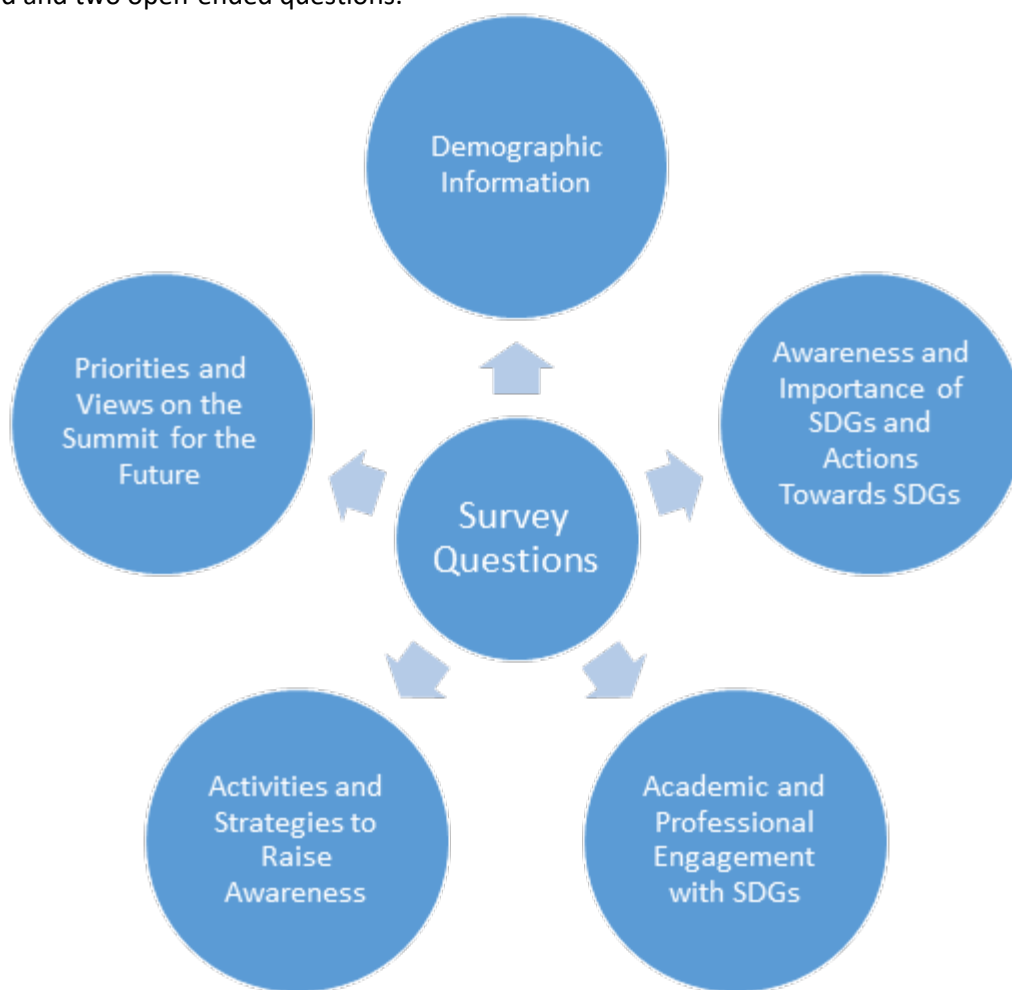 and two open-ended questions.
Demographic
Information
Awareness and
Importance of
SDGs and
Actions
Towards SDGs
Academic and
Professional
Engagement
with SDGs
Activities and
Strategies to
Raise
Awareness
Priorities and
Views on the
Summit for the
Future
Survey
Questions